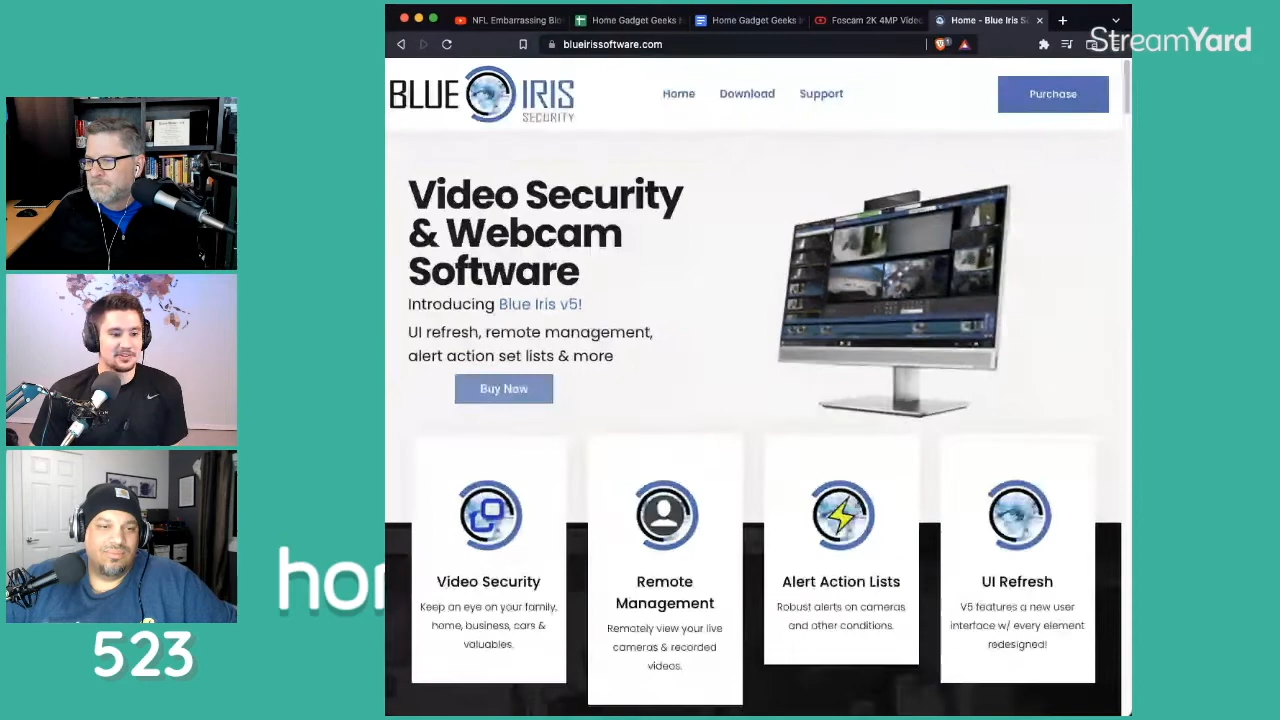 NFL Embarrassing Blo
Home Gadget Geeks
Home Gadget Geeks
Foscam 2K 4MP Video
Home - Blue Iris S
StreamYard
blueirissoftware.com
BLUE IRIS
SECURITY
Home
Download
Support
Purchase
Video Security
& Webcam
Software
Introducing Blue Iris v5!
UI refresh, remote management,
alert action set lists & more
Buy Now
Video Security
Keep an eye on your family,
home, business, cars &
valuables.
Remote
Management
Remotely view your live
cameras & recorded
videos.
Alert Action Lists
Robust alerts on cameras
and other conditions.
UI Refresh
V5 features a new user
interface w/ every element
redesigned!
hor
523